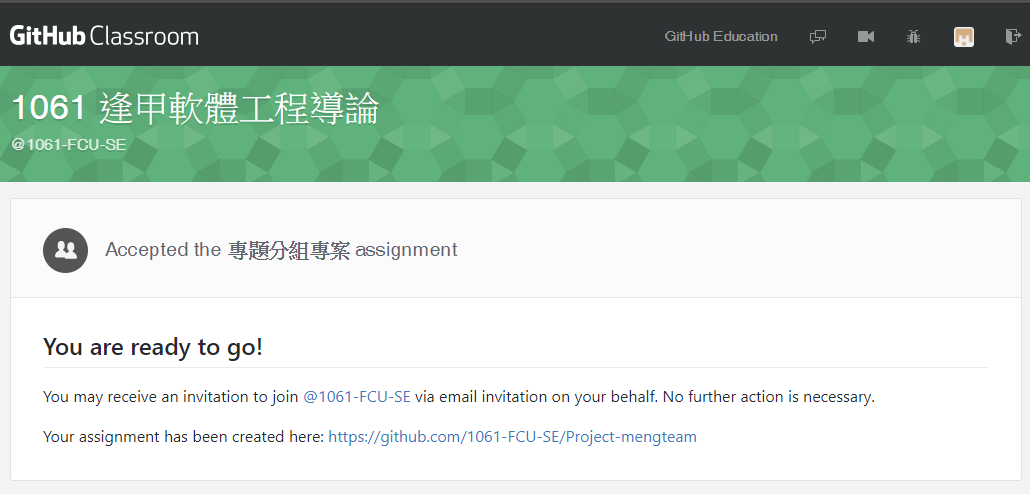 GitHub Classroom
GitHub Education
1061 逢甲軟體工程導論
@1061-FCU-SE
Accepted the 專題分組專案 assignment
You are ready to go!
You may receive an invitation to join @1061-FCU-SE via email invitation on your behalf. No further action is necessary.
Your assignment has been created here: https://github.com/1061-FCU-SE/Project-mengteam